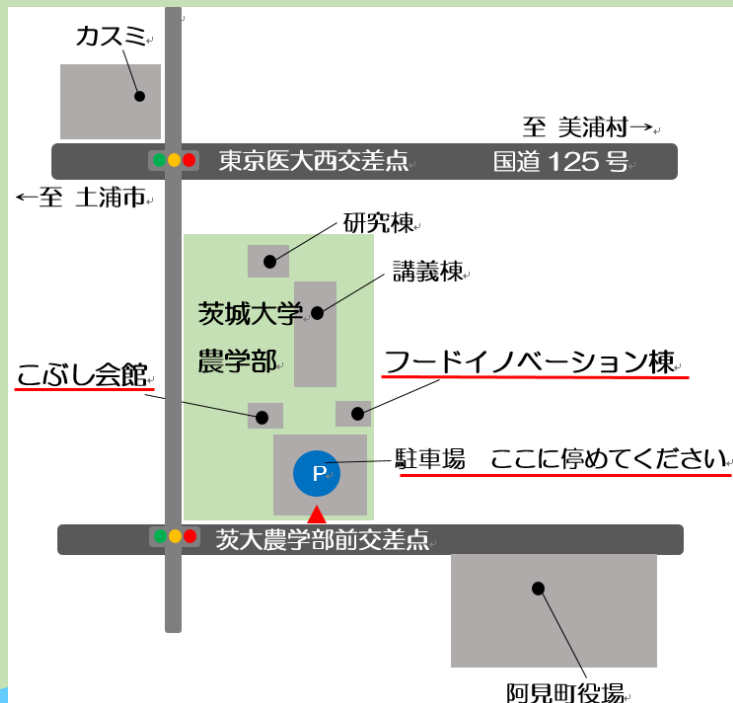 カスミ
至 美浦村→
東京医大西交差点 国道125号
←至 土浦市
研究棟
講義棟
茨城大学
農学部
こぶし会館
フードイノベーション棟
P
駐車場 ここに停めてください
茨大農学部前交差点
阿見町役場